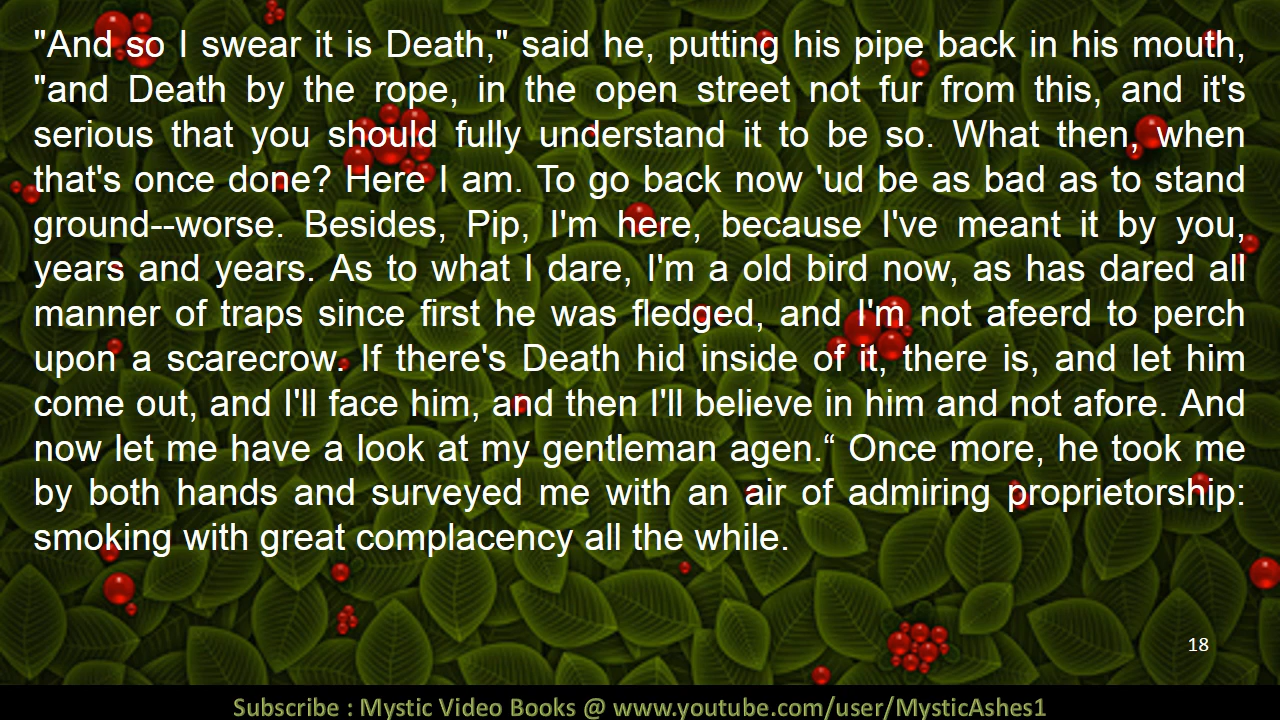 "And so I swear it is Death," said he, putting his pipe back in his mouth,
"and Death by the rope, in the open street not fur from this, and it's
serious that you should fully understand it to be so. What then, when
that's once done? Here I am. To go back now 'ud be as bad as to stand
ground--worse. Besides, Pip, I'm here, because I've meant it by you,
years and years. As to what I dare, I'm a old bird now, as has dared all
manner of traps since first he was fledged, and I'm not afeerd to perch
upon a scarecrow. If there's Death hid inside of it, there is, and let him
come out, and I'll face him, and then I'll believe in him and not afore. And
now let me have a look at my gentleman agen.“ Once more, he took me
by both hands and surveyed me with an air of admiring proprietorship:
smoking with great complacency all the while.
18
Subscribe : Mystic Video Books @ www.youtube.com/user/MysticAshes1